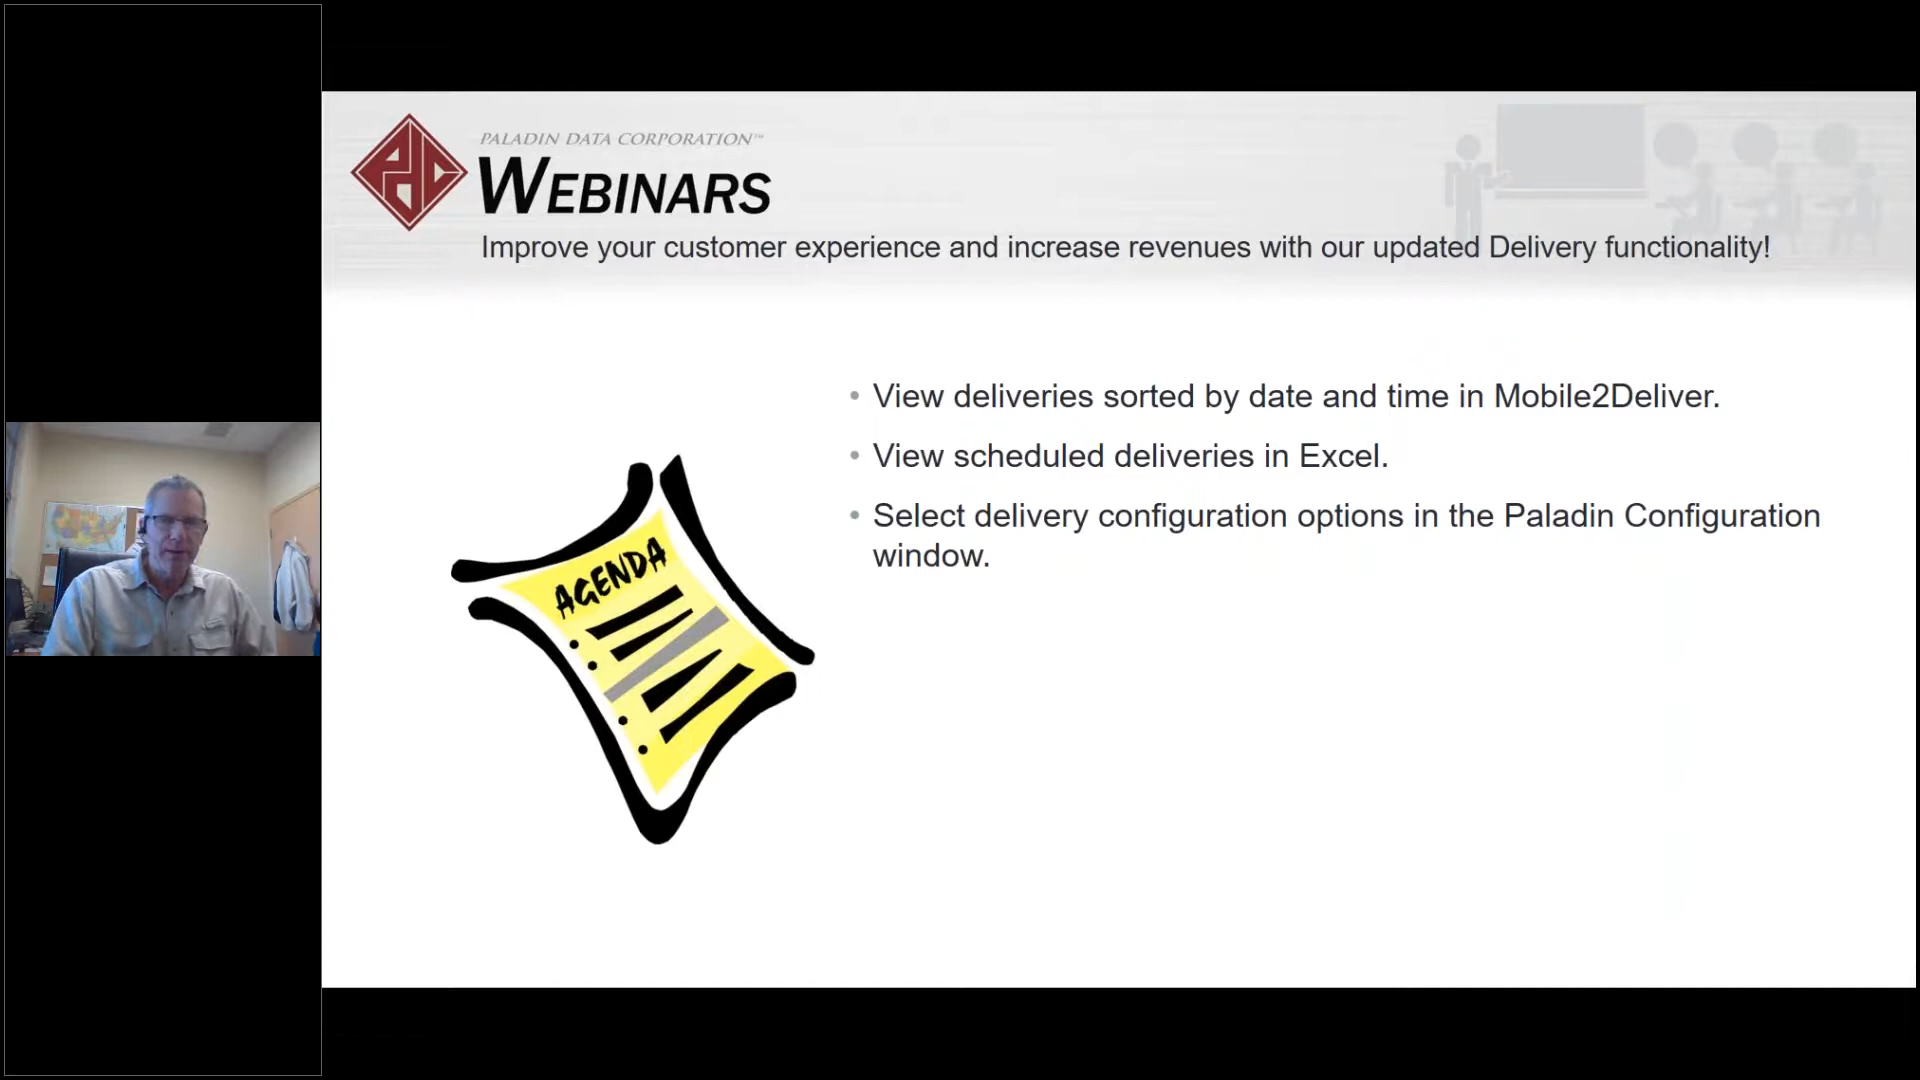 PALADIN DATA CORPORATION™
WEBINARS
Improve your customer experience and increase revenues with our updated Delivery functionality!
AGENDA
• View deliveries sorted by date and time in Mobile2Deliver.
• View scheduled deliveries in Excel.
• Select delivery configuration options in the Paladin Configuration
window.